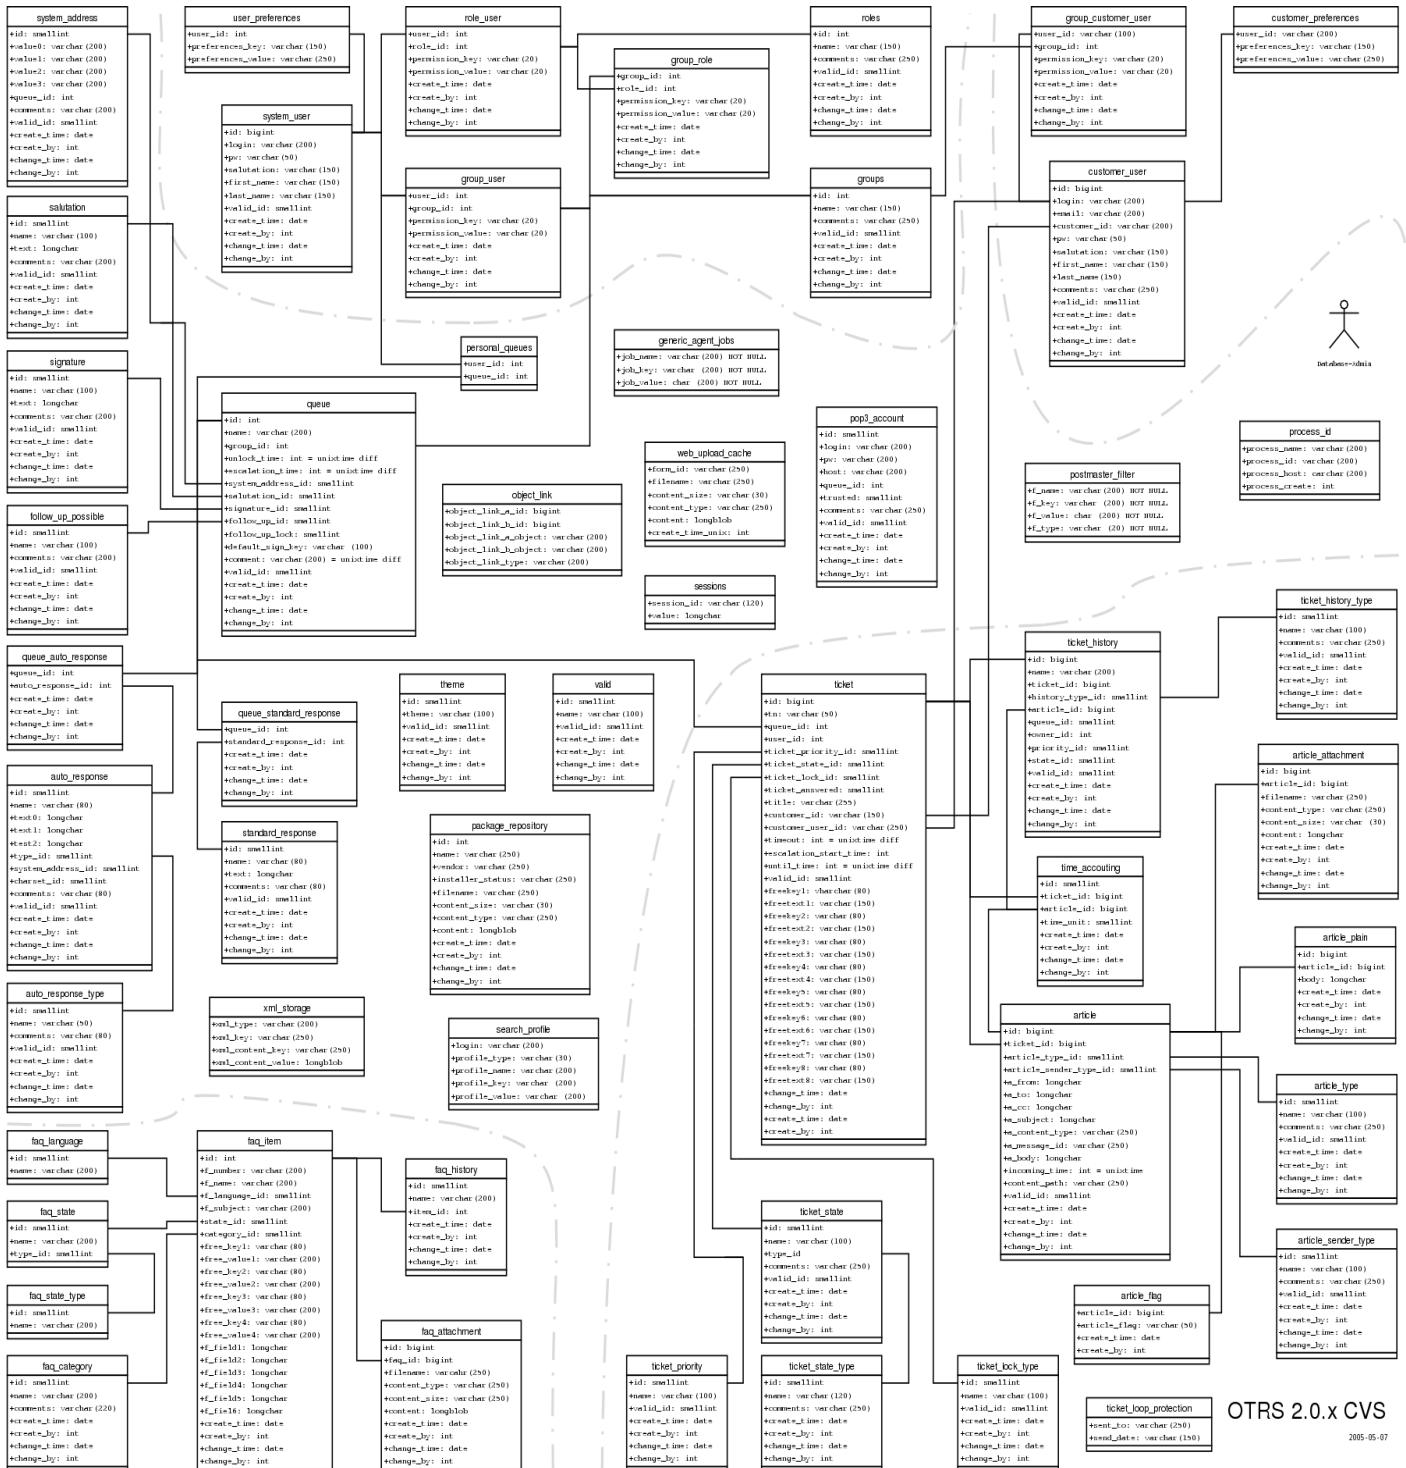 system_address
+id: smallint
+value0: varchar(200)
+value1: varchar(200)
+value2: varchar(200)
+value3: varchar(200)
+queue_id: int
+comments: varchar(200)
+valid_id: smallint
+create_time: date
+create_by: int
+change_time: date
+change_by: int
user_preferences
+user_id: int
+preferences_key: varchar(150)
+preferences_value: varchar(250)
role_user
+user_id: int
+role_id: int
+permission_key: varchar(20)
+permission_value: varchar(20)
+create_time: date
+create_by: int
+change_time: date
+change_by: int
group_role
+group_id: int
+role_id: int
+permission_key: varchar(20)
+permission_value: varchar(20)
+create_time: date
+create_by: int
+change_time: date
+change_by: int
roles
+id: int
+name: varchar(150)
+comments: varchar(250)
+valid_id: smallint
+create_time: date
+create_by: int
+change_time: date
+change_by: int
group_customer_user
+user_id: varchar(100)
+group_id: int
+permission_key: varchar(20)
+permission_value: varchar(20)
+create_time: date
+create_by: int
+change_time: date
+change_by: int
customer_preferences
+user_id: varchar(200)
+preferences_key: varchar(150)
+preferences_value: varchar(250)
system_user
+id: bigint
+login: varchar(200)
+pw: varchar(50)
+salutation: varchar(150)
+first_name: varchar(150)
+last_name: varchar(150)
+valid_id: smallint
+create_time: date
+create_by: int
+change_time: date
+change_by: int
group_user
+user_id: int
+group_id: int
+permission_key: varchar(20)
+permission_value: varchar(20)
+create_time: date
+create_by: int
+change_time: date
+change_by: int
groups
+id: int
+name: varchar(150)
+comments: varchar(250)
+valid_id: smallint
+create_time: date
+create_by: int
+change_time: date
+change_by: int
customer_user
+id: bigint
+login: varchar(200)
+email: varchar(200)
+customer_id: varchar(200)
+pw: varchar(50)
+salutation: varchar(150)
+first_name: varchar(150)
+last_name(150)
+comments: varchar(250)
+valid_id: smallint
+create_time: date
+create_by: int
+change_time: date
+change_by: int
salutation
+id: smallint
+name: varchar(100)
+text: longchar
+comments: varchar(200)
+valid_id: smallint
+create_time: date
+create_by: int
+change_time: date
+change_by: int
Database-Admin
signature
+id: smallint
+name: varchar(100)
+text: longchar
+comments: varchar(200)
+valid_id: smallint
+create_time: date
+create_by: int
+change_time: date
+change_by: int
personal_queues
+user_id: int
+queue_id: int
generic_agent_jobs
+job_name: varchar(200) NOT NULL
+job_key: varchar (200) NOT NULL
+job_value: char (200) NOT NULL
queue
+id: int
+name: varchar(200)
+group_id: int
+unlock_time: int = unixtime diff
+escalation_time: int = unixtime diff
+system_address_id: smallint
+salutation_id: smallint
+signature_id: smallint
+follow_up_id: smallint
+follow_up_lock: smallint
+default_sign_key: varchar (100)
+comment: varchar(200) = unixtime diff
+valid_id: smallint
+create_time: date
+create_by: int
+change_time: date
+change_by: int
pop3_account
+id: smallint
+login: varchar(200)
+pw: varchar(200)
+host: varchar(200)
+queue_id: int
+trusted: smallint
+comments: varchar(250)
+valid_id: smallint
+create_time: date
+create_by: int
+change_time: date
+change_by: int
process_id
+process_name: varchar(200)
+process_id: varchar(200)
+process_host: varchar(200)
+process_create: int
web_upload_cache
+form_id: varchar(250)
+filename: varchar(250)
+content_size: varchar(30)
+content_type: varchar(250)
+content: longblob
+create_time_unix: int
postmaster_filter
+f_name: varchar(200) NOT NULL
+f_key: varchar (200) NOT NULL
+f_value: char (200) NOT NULL
+f_type: varchar (20) NOT NULL
object_link
+object_link_a_id: bigint
+object_link_b_id: bigint
+object_link_a_object: varchar(200)
+object_link_b_object: varchar(200)
+object_link_type: varchar(200)
follow_up_possible
+id: smallint
+name: varchar(100)
+comments: varchar(200)
+valid_id: smallint
+create_time: date
+create_by: int
+change_time: date
+change_by: int
sessions
+session_id: varchar(120)
+value: longchar
ticket_history_type
+id: smallint
+name: varchar(100)
+comments: varchar(250)
+valid_id: smallint
+create_time: date
+create_by: int
+change_time: date
+change_by: int
ticket_history
+id: bigint
+name: varchar(200)
+ticket_id: bigint
+history_type_id: smallint
+article_id: bigint
+queue_id: smallint
+owner_id: int
+priority_id: smallint
+state_id: smallint
+valid_id: smallint
+create_time: date
+create_by: int
+change_time: date
+change_by: int
queue_auto_response
+queue_id: int
+auto_response_id: int
+create_time: date
+create_by: int
+change_time: date
+change_by: int
queue_standard_response
+queue_id: int
+standard_response_id: int
+create_time: date
+create_by: int
+change_time: date
+change_by: int
theme
+id: smallint
+theme: varchar(100)
+valid_id: smallint
+create_time: date
+create_by: int
+change_time: date
+change_by: int
valid
+id: smallint
+name: varchar(100)
+valid_id: smallint
+create_time: date
+create_by: int
+change_time: date
+change_by: int
ticket
+id: bigint
+tn: varchar(50)
+queue_id: int
+user_id: int
+ticket_priority_id: smallint
+ticket_state_id: smallint
+ticket_lock_id: smallint
+ticket_answered: smallint
+title: varchar(255)
+customer_id: varchar(150)
+customer_user_id: varchar(250)
+timeout: int = unixtime diff
+escalation_start_time: int
+until_time: int = unixtime diff
+valid_id: smallint
+freekey1: vharchar(80)
+freetext1: varchar(150)
+freekey2: varchar(80)
+freetext2: varchar(150)
+freekey3: varchar(80)
+freetext3: varchar(150)
+freekey4: varchar(80)
+freetext4: varchar(150)
+freekey5: varchar(80)
+freetext5: varchar(150)
+freekey6: varchar(80)
+freetext6: varchar(150)
+freekey7: varchar(80)
+freetext7: varchar(150)
+freekey8: varchar(80)
+freetext8: varchar(150)
+change_time: date
+change_by: int
+create_time: date
+create_by: int
article_attachment
+id: bigint
+article_id: bigint
+filename: varchar(250)
+content_type: varchar(250)
+content_size: varchar (30)
+content: longchar
+create_time: date
+create_by: int
+change_time: date
+change_by: int
auto_response
+id: smallint
+name: varchar(80)
+text0: longchar
+text1: longchar
+test2: longchar
+type_id: smallint
+system_address_id: smallint
+charset_id: smallint
+comments: varchar(80)
+valid_id: smallint
+create_time: date
+create_by: int
+change_time: date
+change_by: int
standard_response
+id: smallint
+name: varchar(80)
+text: longchar
+comments: varchar(80)
+valid_id: smallint
+create_time: date
+create_by: int
+change_time: date
+change_by: int
package_repository
+id: int
+name: varchar(250)
+vendor: varchar(250)
+installer_status: varchar(250)
+filename: varchar(250)
+content_size: varchar(30)
+content_type: varchar(250)
+content: longblob
+create_time: date
+create_by: int
+change_time: date
+change_by: int
time_accouting
+id: smallint
+ticket_id: bigint
+article_id: bigint
+time_unit: smallint
+create_time: date
+create_by: int
+change_time: date
+change_by: int
article_plain
+id: bigint
+article_id: bigint
+body: longchar
+create_time: date
+create_by: int
+change_time: date
+change_by: int
auto_response_type
+id: smallint
+name: varchar(50)
+comments: varchar(80)
+valid_id: smallint
+create_time: date
+create_by: int
+change_time: date
+change_by: int
xml_storage
+xml_type: varchar(200)
+xml_key: varchar(250)
+xml_content_key: varchar(250)
+xml_content_value: longblob
search_profile
+login: varchar(200)
+profile_type: varchar(30)
+profile_name: varchar(200)
+profile_key: varchar (200)
+profile_value: varchar (200)
article
+id: bigint
+ticket_id: bigint
+article_type_id: smallint
+article_sender_type_id: smallint
+a_from: longchar
+a_to: longchar
+a_cc: longchar
+a_subject: longchar
+a_content_type: varchar(250)
+a_message_id: varchar(250)
+a_body: longchar
+incoming_time: int = unixtime
+content_path: varchar(250)
+valid_id: smallint
+create_time: date
+create_by: int
+change_time: date
+change_by: int
article_type
+id: smallint
+name: varchar(100)
+comments: varchar(250)
+valid_id: smallint
+create_time: date
+create_by: int
+change_time: date
+change_by: int
faq_language
+id: smallint
+name: varchar(200)
faq_item
+id: int
+f_number: varchar(200)
+f_name: varchar(200)
+f_language_id: smallint
+f_subject: varchar(200)
+state_id: smallint
+category_id: smallint
+free_key1: varchar(80)
+free_value1: varchar(200)
+free_key2: varchar(80)
+free_value2: varchar(200)
+free_key3: varchar(80)
+free_value3: varchar(200)
+free_key4: varchar(80)
+free_value4: varchar(200)
+f_field1: longchar
+f_field2: longchar
+f_field3: longchar
+f_field4: longchar
+f_field5: longchar
+f_fiel6: longchar
+create_time: date
+create_by: int
+change_time: date
+change_by: int
faq_history
+id: smallint
+name: varchar(200)
+item_id: int
+create_time: date
+create_by: int
+change_time: date
+change_by: int
faq_state
+id: smallint
+name: varchar(200)
+type_id: smallint
ticket_state
+id: smallint
+name: varchar(100)
+type_id
+comments: varchar(250)
+valid_id: smallint
+create_time: date
+create_by: int
+change_time: date
+change_by: int
article_sender_type
+id: smallint
+name: varchar(100)
+comments: varchar(250)
+valid_id: smallint
+create_time: date
+create_by: int
+change_time: date
+change_by: int
faq_state_type
+id: smallint
+name: varchar(200)
article_flag
+article_id: bigint
+article_flag: varchar(50)
+create_time: date
+create_by: int
faq_attachment
+id: bigint
+faq_id: bigint
+filename: varcahr(250)
+content_type: varchar(250)
+content_size: varchar(250)
+content: longblob
+create_time: date
+create_by: int
+change_time: date
+change_by: int
faq_category
+id: smallint
+name: varchar(200)
+comments: varchar(220)
+create_time: date
+create_by: int
+change_time: date
+change_by: int
ticket_priority
+id: smallint
+name: varchar(100)
+valid_id: smallint
+create_time: date
+create_by: int
+change_time: date
+change_by: int
ticket_state_type
+id: smallint
+name: varchar(120)
+comments: varchar(250)
+create_time: date
+create_by: int
+change_time: date
+change_by: int
ticket_lock_type
+id: smallint
+name: varchar(100)
+valid_id: smallint
+create_time: date
+create_by: int
+change_time: date
+change_by: int
ticket_loop_protection
+sent_to: varchar(250)
+send_date: varchar(150)
OTRS 2.0.x CVS
2005-05-07